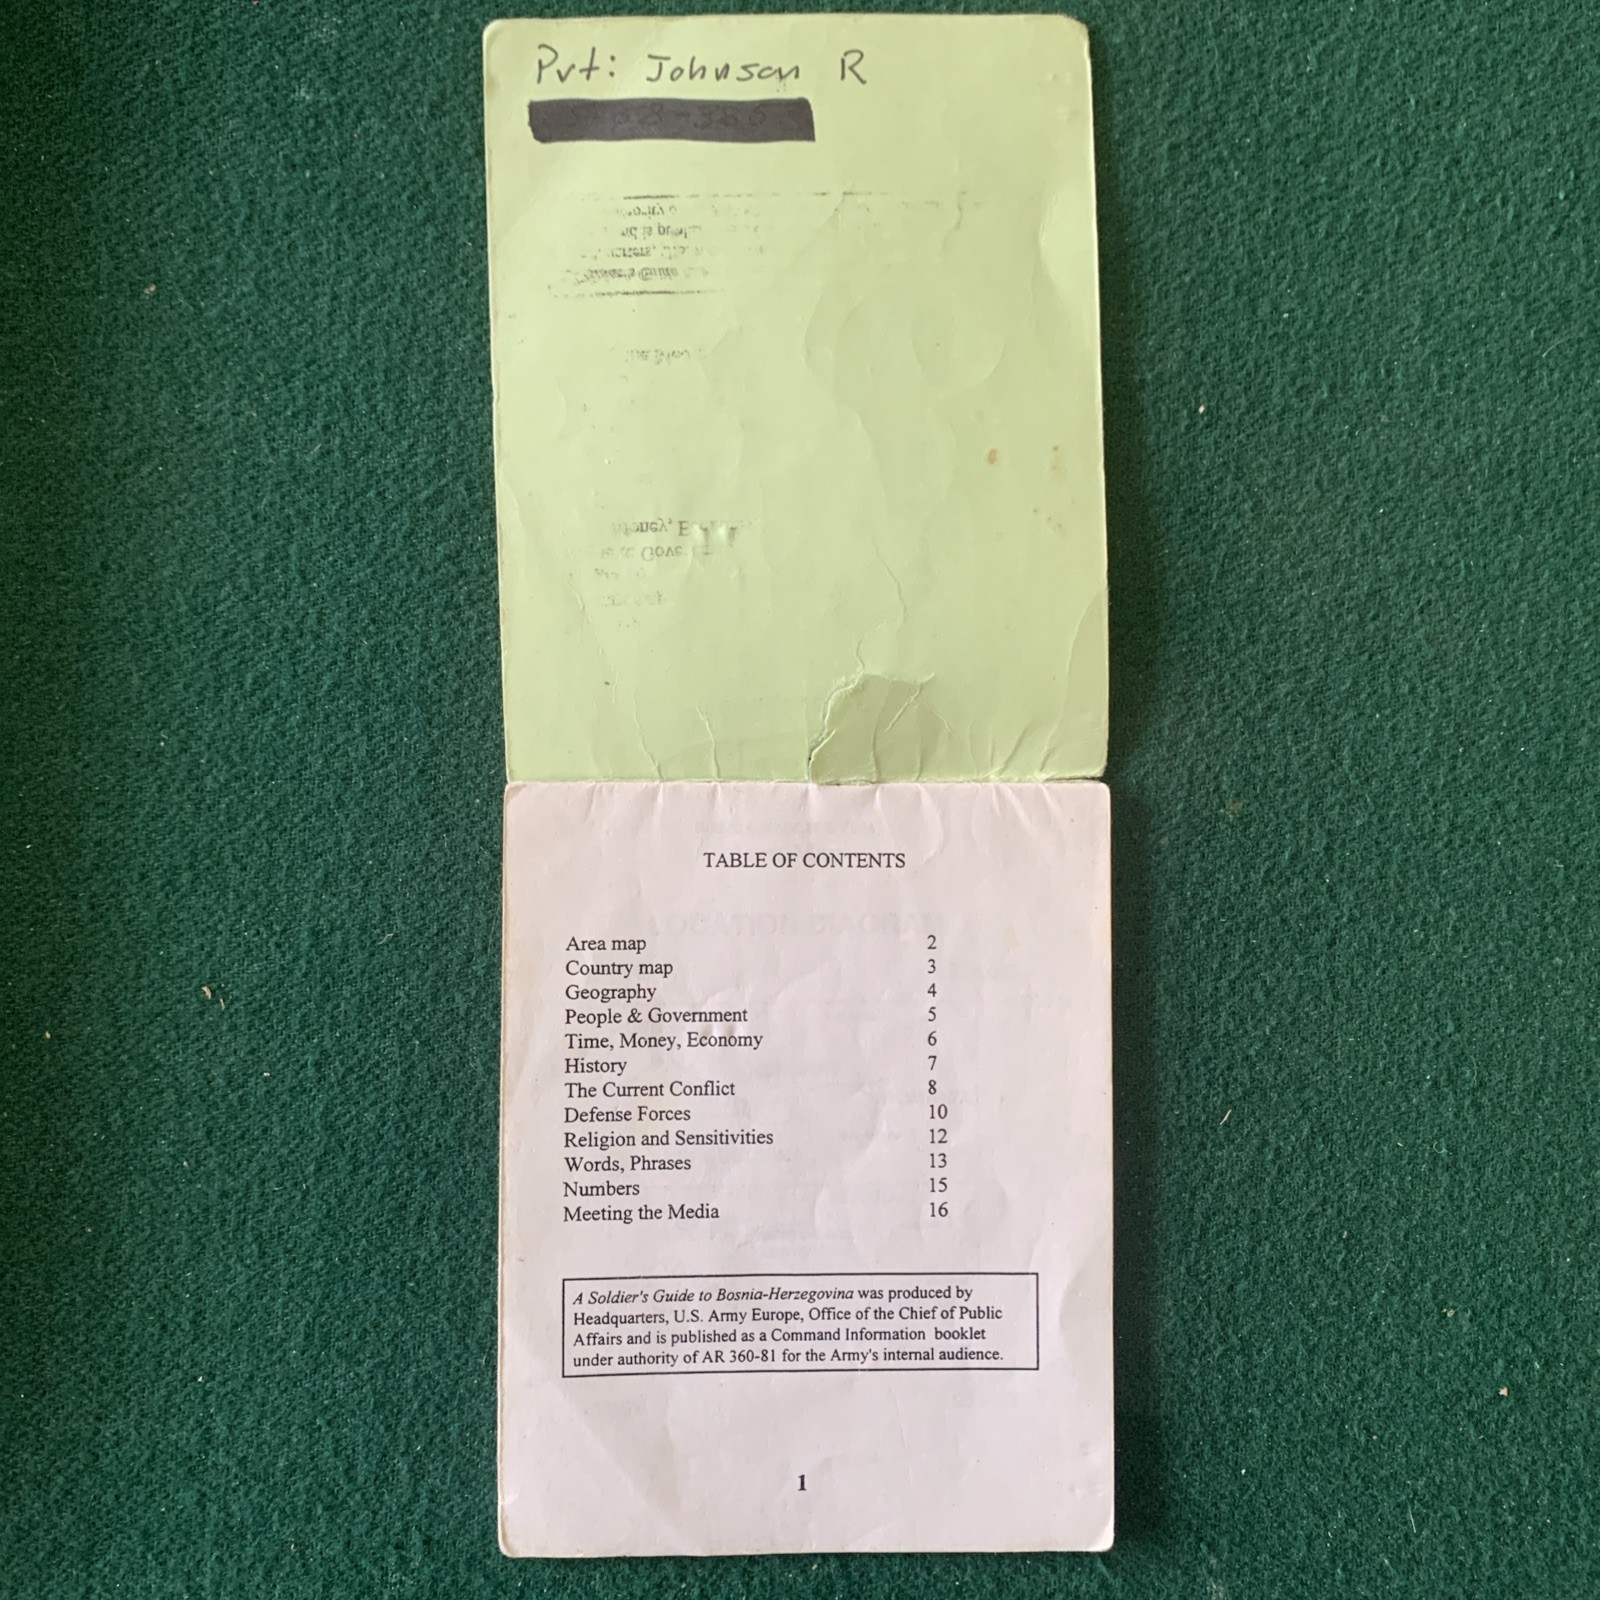 Pvt: Johnson R
TABLE OF CONTENTS
Area map 2
Country map 3
Geography 4
People & Government 5
Time, Money, Economy 6
History 7
The Current Conflict 8
Defense Forces 10
Religion and Sensitivities 12
Words, Phrases 13
Numbers 15
Meeting the Media 16
A Soldier's Guide to Bosnia-Herzegovina was produced by
Headquarters, U.S. Army Europe, Office of the Chief of Public
Affairs and is published as a Command Information booklet
under authority of AR 360-81 for the Army's internal audience.
1